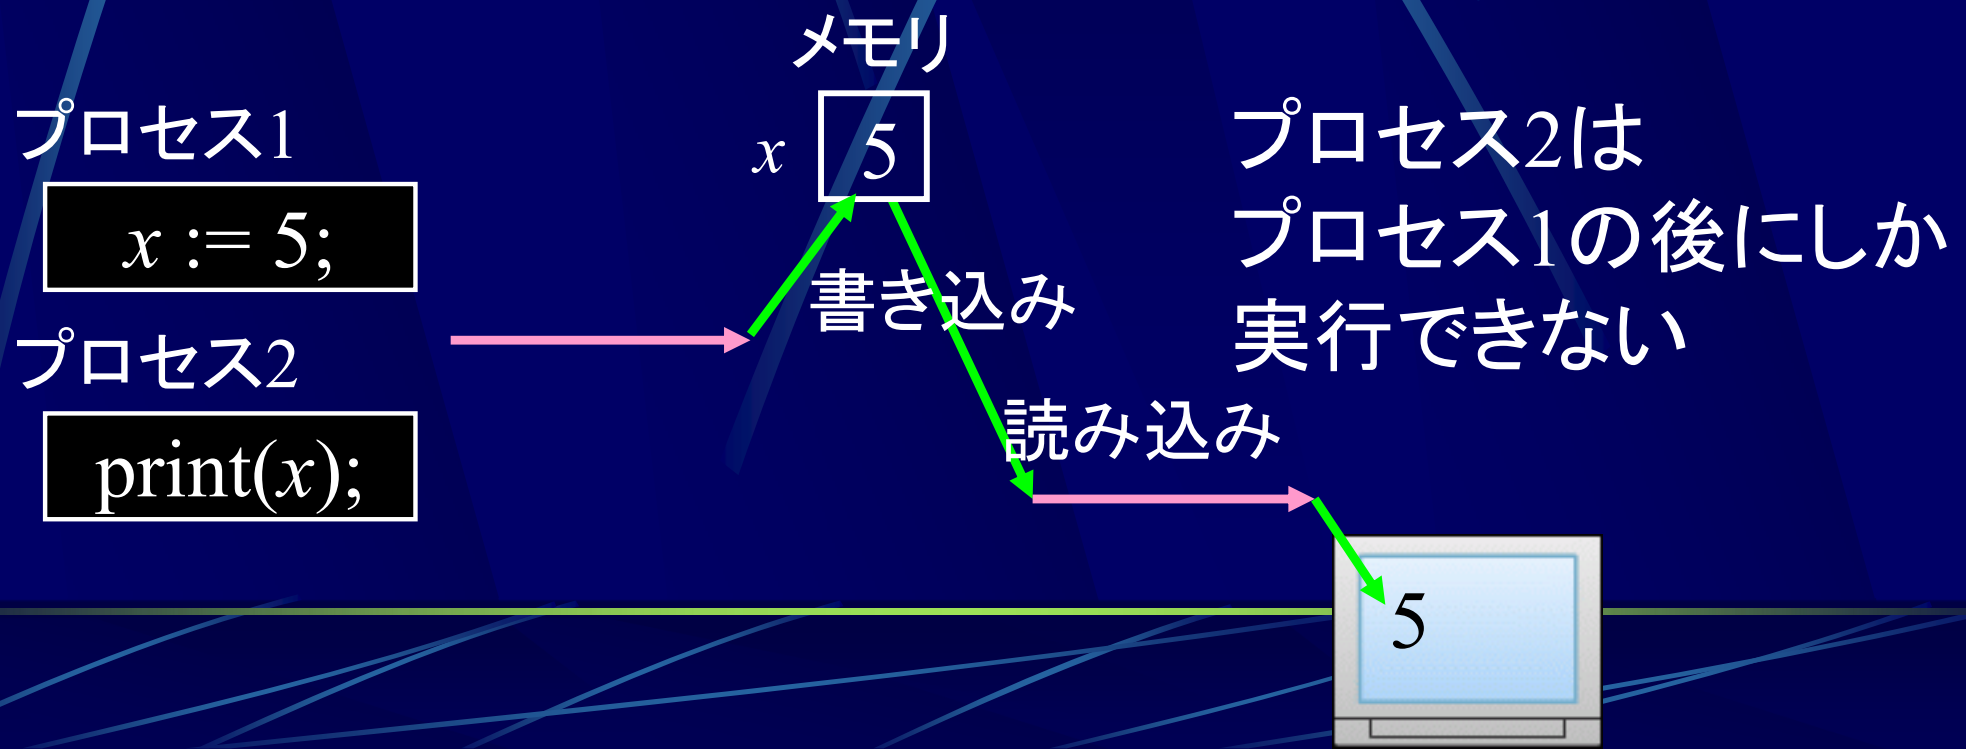 メモリ
プロセス1
x 5
x := 5;
プロセス2は
プロセス1の後にしか
実行できない
書き込み
プロセス2
print(x);
読み込み
5